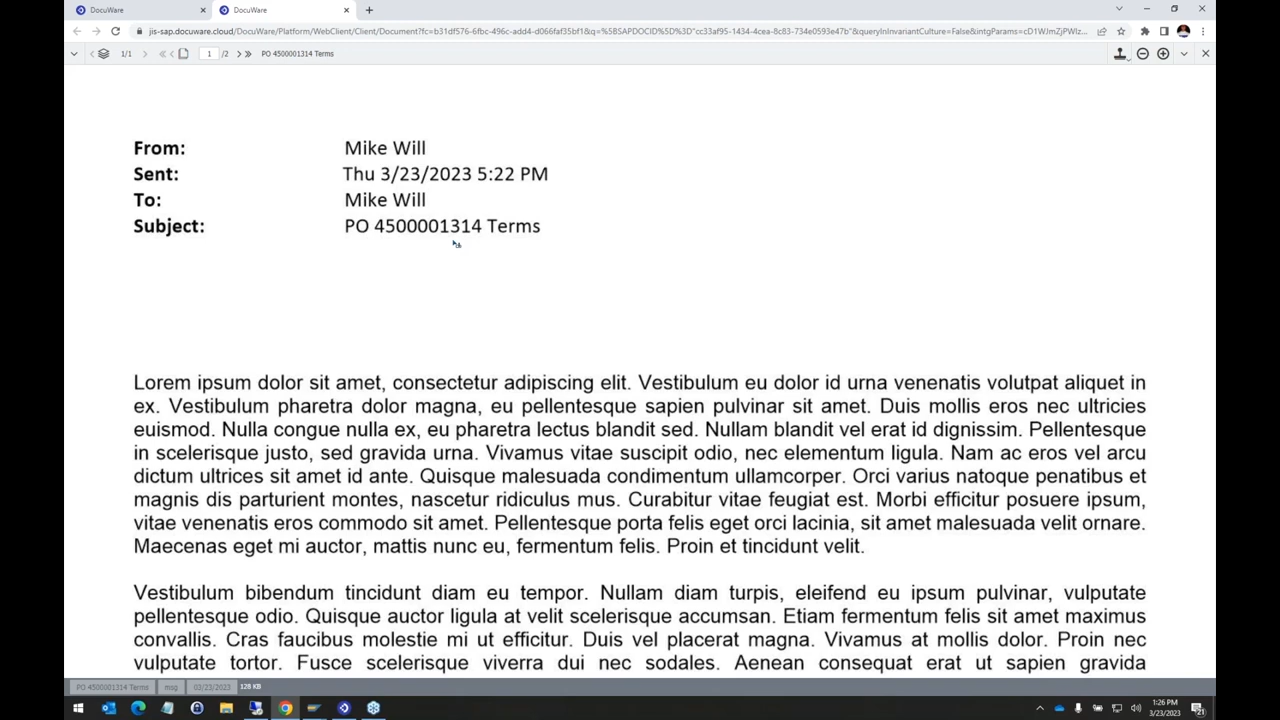 DocuWare
DocuWare
jis-sap.docuware.cloud/DocuWare/Platform/WebClient/Client/Document?fc=b31df576-6fbc-496c-add4-d066faf35bf1&q=%5BSAPDOCID%5D%3D"cc33af95-1434-4cea-8c83-734e0593e47b"&queryInInvariantCulture=False&intgParams=cD1WJmZjPWlz...
1/1 1 /2 PO 4500001314 Terms
From: Mike Will
Sent: Thu 3/23/2023 5:22 PM
To: Mike Will
Subject: PO 4500001314 Terms
Lorem ipsum dolor sit amet, consectetur adipiscing elit. Vestibulum eu dolor id urna venenatis volutpat aliquet in
ex. Vestibulum pharetra dolor magna, eu pellentesque sapien pulvinar sit amet. Duis mollis eros nec ultricies
euismod. Nulla congue nulla ex, eu pharetra lectus blandit sed. Nullam blandit vel erat id dignissim. Pellentesque
in scelerisque justo, sed gravida urna. Vivamus vitae suscipit odio, nec elementum ligula. Nam ac eros vel arcu
dictum ultrices sit amet id ante. Quisque malesuada condimentum ullamcorper. Orci varius natoque penatibus et
magnis dis parturient montes, nascetur ridiculus mus. Curabitur vitae feugiat est. Morbi efficitur posuere ipsum,
vitae venenatis eros commodo sit amet. Pellentesque porta felis eget orci lacinia, sit amet malesuada velit ornare.
Maecenas eget mi auctor, mattis nunc eu, fermentum felis. Proin et tincidunt velit.
Vestibulum bibendum tincidunt diam eu tempor. Nullam diam turpis, eleifend eu ipsum pulvinar, vulputate
pellentesque odio. Quisque auctor ligula at velit scelerisque accumsan. Etiam fermentum felis sit amet maximus
convallis. Cras faucibus molestie mi ut efficitur. Duis vel placerat magna. Vivamus at mollis dolor. Proin nec
vulputate tortor. Fusce scelerisque viverra dui nec sodales. Aenean consequat erat ut sapien gravida
PO 4500001314 Terms msg 03/23/2023 128 KB
1:26 PM
3/23/2023
21